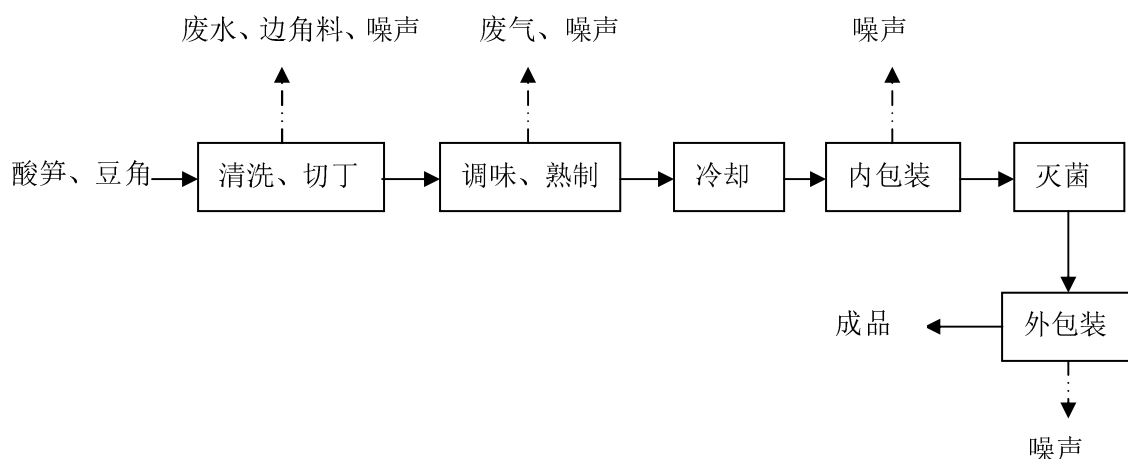 废水、边角料、噪声
废气、噪声
噪声
酸笋、豆角
清洗、切丁
调味、熟制
冷却
内包装
灭菌
成品
外包装
噪声